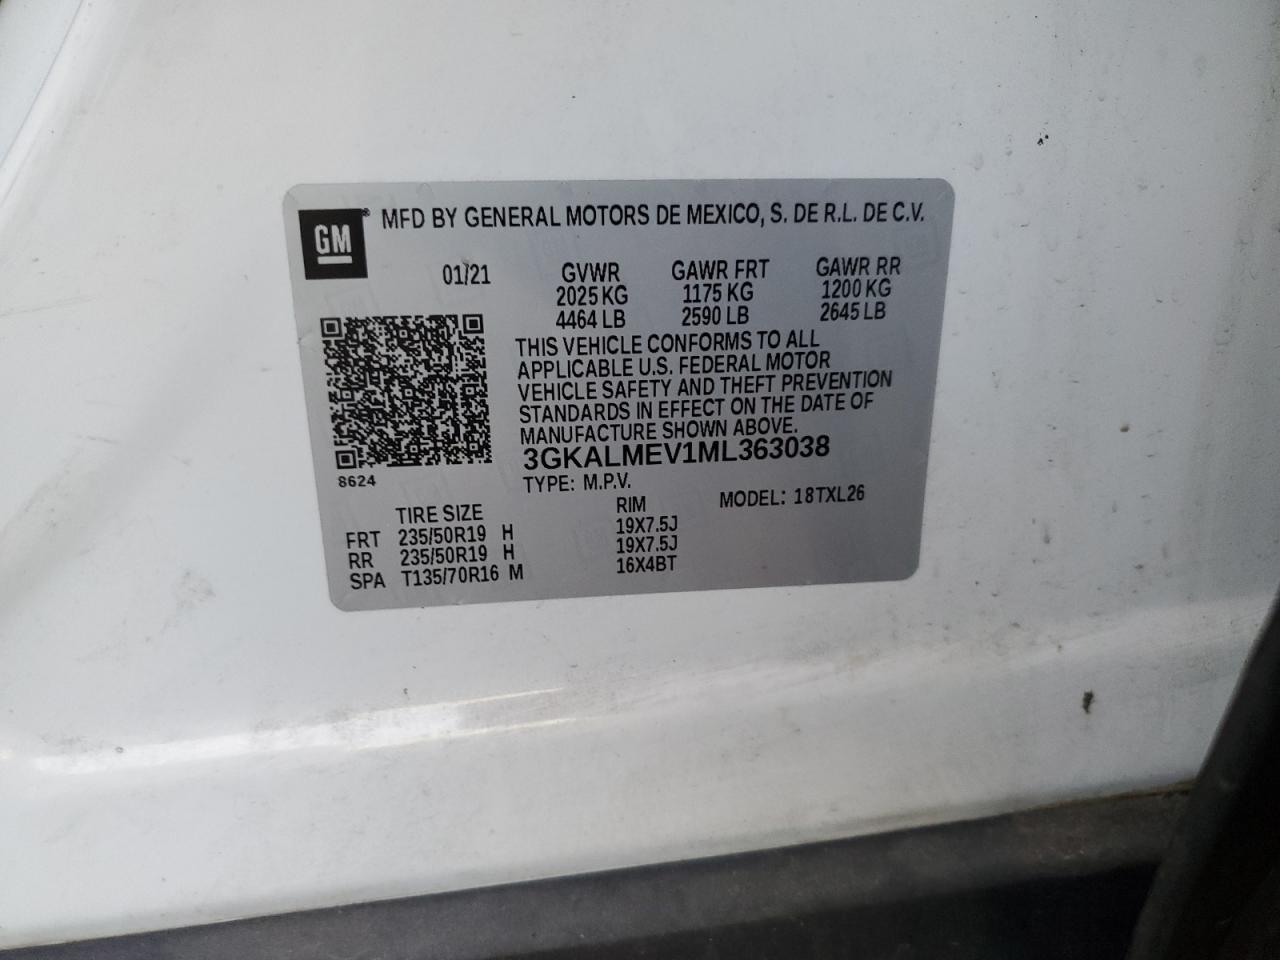 GM® MFD BY GENERAL MOTORS DE MEXICO, S. DE R.L. DE C.V.
01/21 GVWR GAWR FRT GAWR RR
2025 KG 1175 KG 1200 KG
4464 LB 2590 LB 2645 LB
THIS VEHICLE CONFORMS TO ALL
APPLICABLE U.S. FEDERAL MOTOR
VEHICLE SAFETY AND THEFT PREVENTION
STANDARDS IN EFFECT ON THE DATE OF
MANUFACTURE SHOWN ABOVE.
3GKALMEV1ML363038
8624
TYPE: M.P.V. MODEL: 18TXL26
TIRE SIZE RIM
FRT 235/50R19 H 19X7.5J
RR 235/50R19 H 19X7.5J
SPA T135/70R16 M 16X4BT